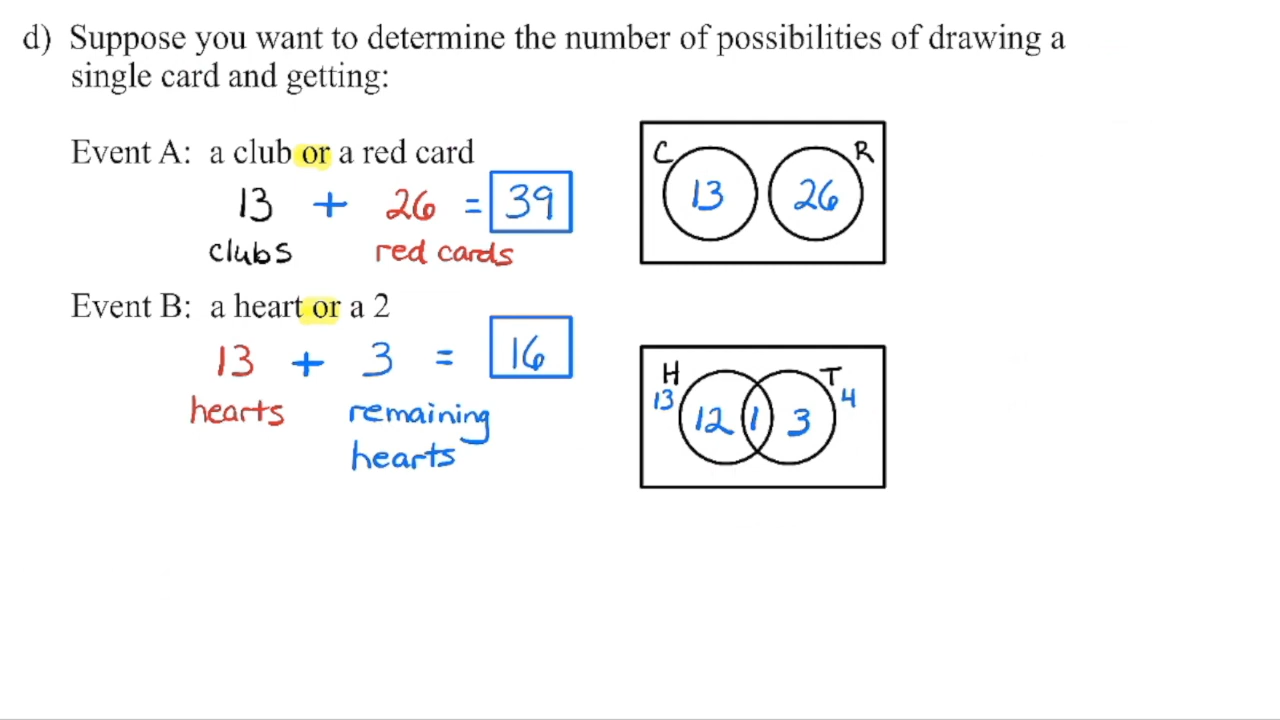 d) Suppose you want to determine the number of possibilities of drawing a
single card and getting:
Event A: a club or a red card
13 + 26 = 39
clubs red cards
C R
13 26
Event B: a heart or a 2
13 + 3 = 16
hearts remaining
hearts
H T
13 12 1 3 4